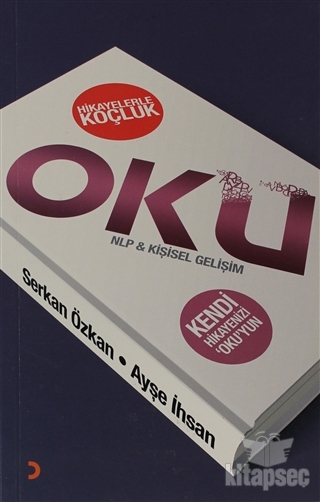 HİKAYELERLE
KOÇLUK
OKU
NLP & KİŞİSEL GELİŞİM
KENDİ
HİKAYENİZİ
'OKU'YUN
Serkan Özkan • Ayşe İhsan
kitapseç